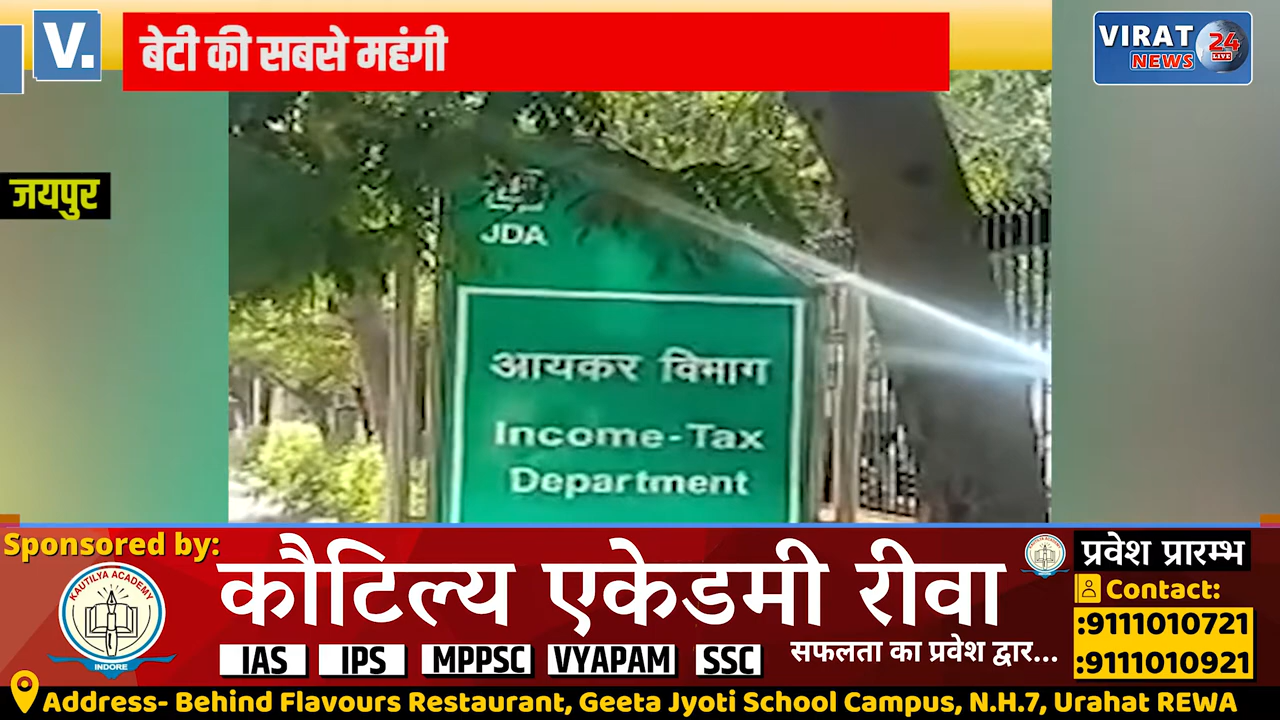 V.
बेटी की सबसे महंगी
VIRAT
NEWS
24
LIVE
जयपुर
JDA
आयकर विभाग
Income-Tax
Department
Sponsored by:
KAUTILYA ACADEMY
INDORE
कौटिल्य एकेडमी रीवा
IAS IPS MPPSC VYAPAM SSC
सफलता का प्रवेश द्वार...
प्रवेश प्रारम्भ
Contact:
:9111010721
:9111010921
Address- Behind Flavours Restaurant, Geeta Jyoti School Campus, N.H.7, Urahat REWA